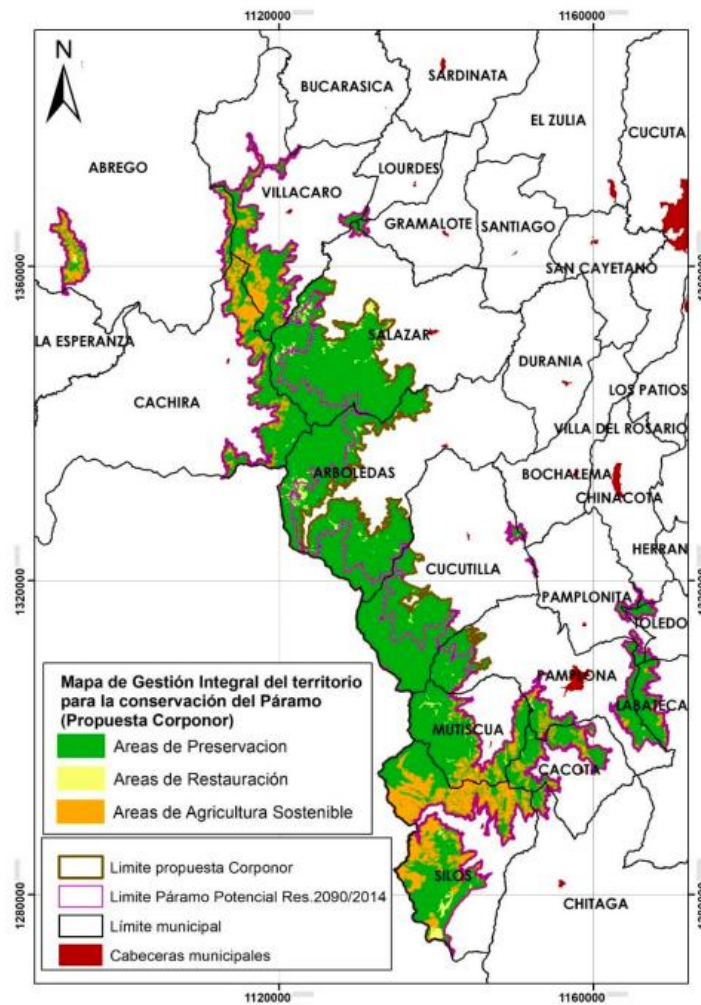 1120000 1160000
N
SARDINATA
BUCARASICA
EL ZULIA
CUCUTA
ABREGO
LOURDES
VILLACARO
GRAMALOTE
SANTIAGO
SAN CAYETANO
1360000
SALAZAR
LA ESPERANZA
DURANIA
LOS PATIOS
CACHIRA
VILLA DEL ROSARIO
ARBOLEDAS
BOCHALEMA
CHINACOTA
HERRAN
CUCUTILLA
1320000
PAMPLONITA
TOLEDO
PAMPLONA
LABATECA
MUTISCUA
CACOTA
SILOS
CHITAGA
1280000
Mapa de Gestión Integral del territorio
para la conservación del Páramo
(Propuesta Corponor)
Areas de Preservacion
Areas de Restauración
Areas de Agricultura Sostenible
Limite propuesta Corponor
Limite Páramo Potencial Res.2090/2014
Límite municipal
Cabeceras municipales
1120000 1160000